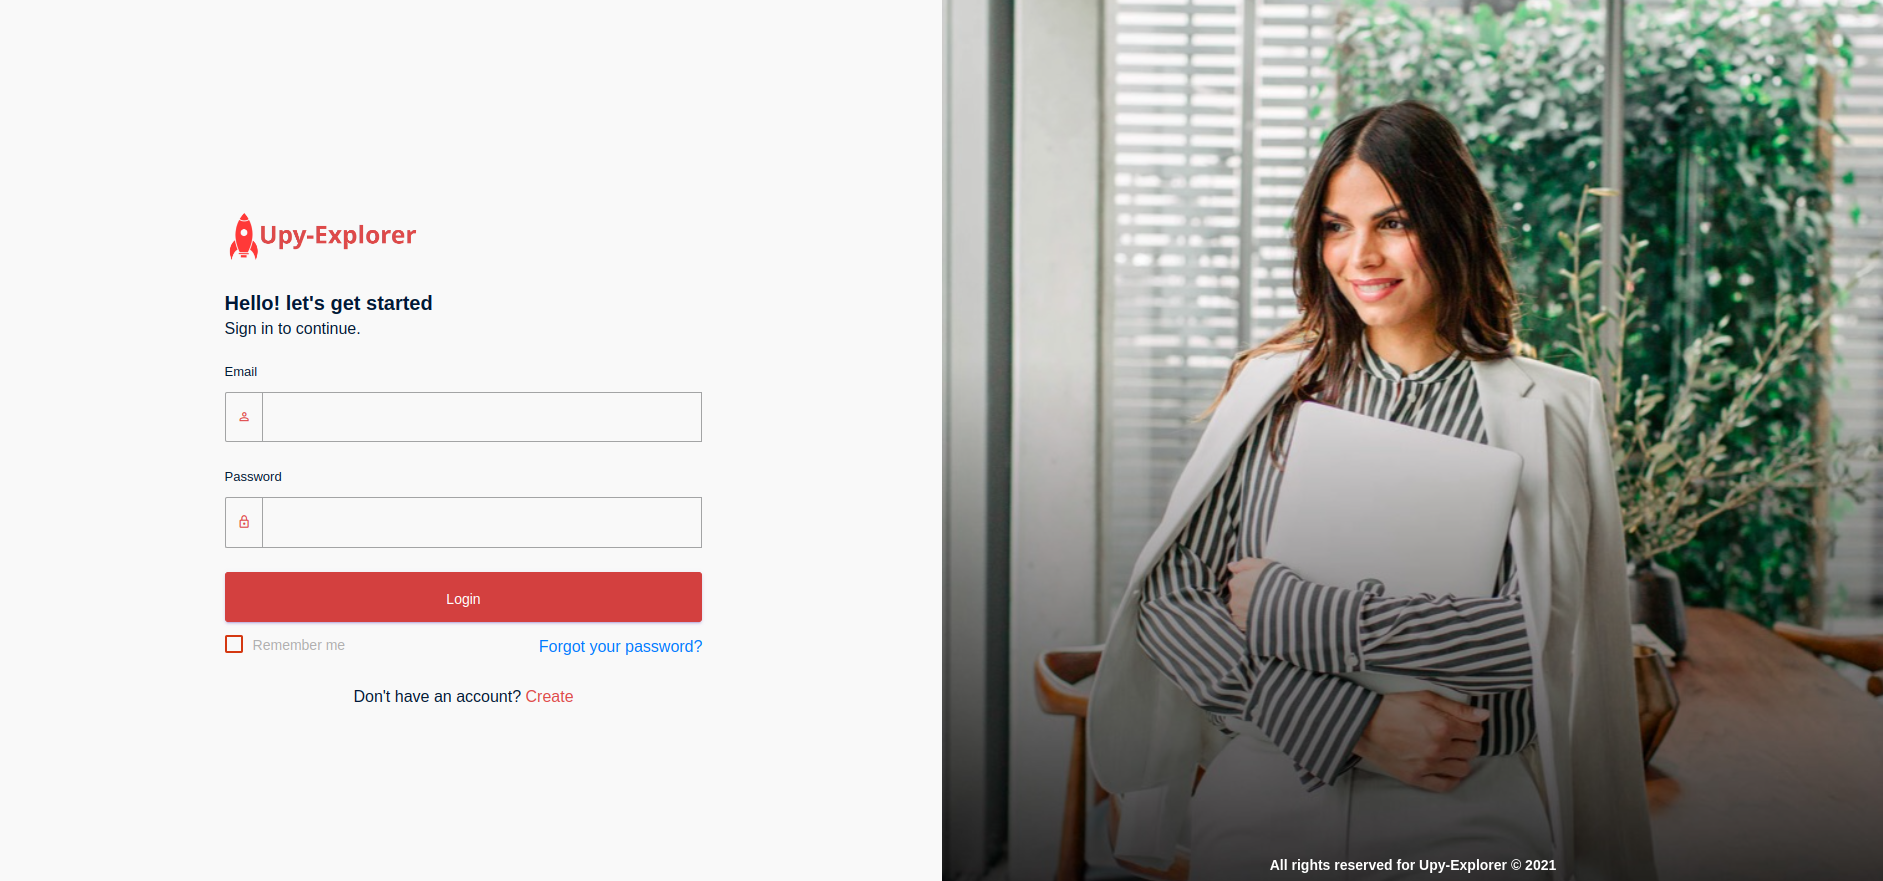 Upy-Explorer
Hello! let's get started
Sign in to continue.
Email
Password
Login
Remember me
Forgot your password?
Don't have an account? Create
All rights reserved for Upy-Explorer © 2021